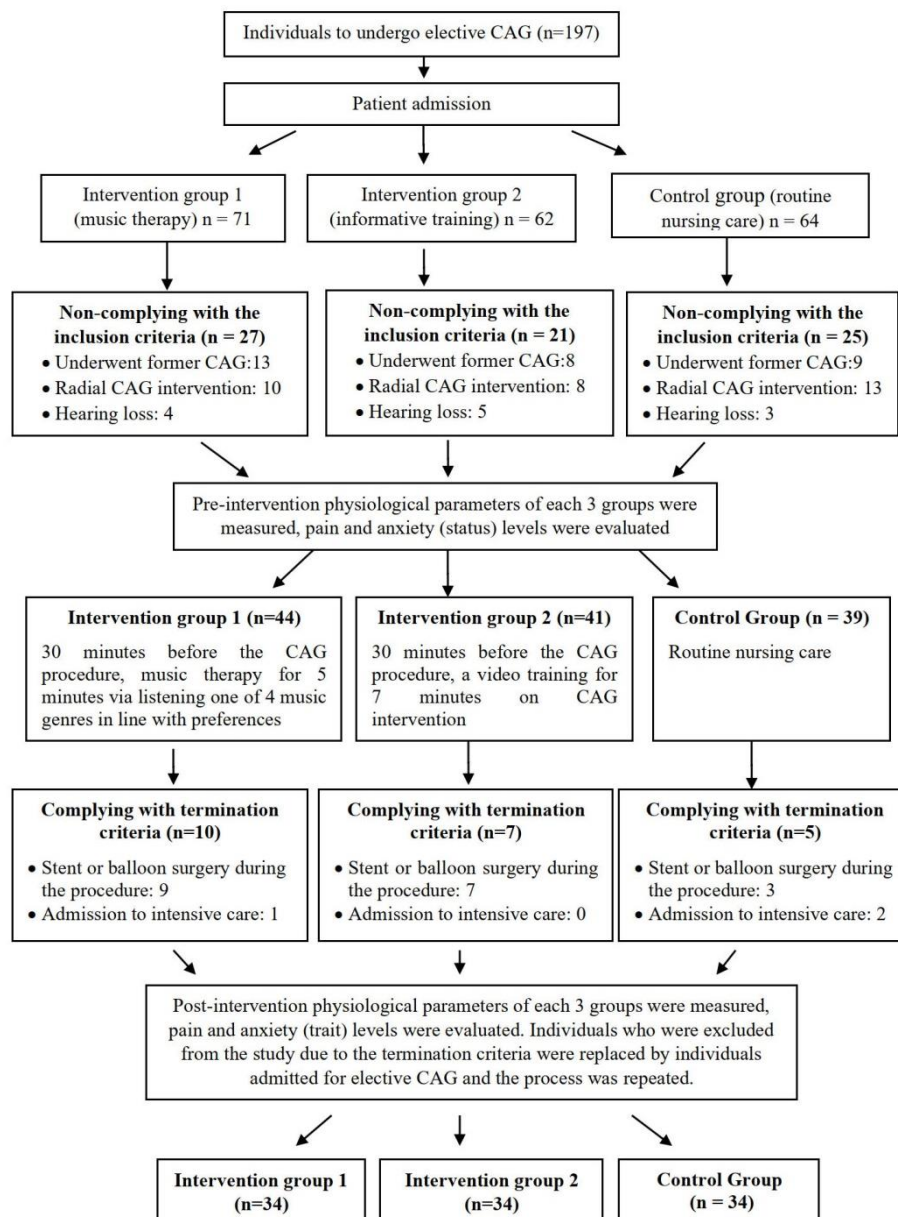 Individuals to undergo elective CAG (n=197)
Patient admission
Intervention group 1
(music therapy) n = 71
Intervention group 2
(informative training) n = 62
Control group (routine
nursing care) n = 64
Non-complying with the
inclusion criteria (n = 27)
• Underwent former CAG:13
• Radial CAG intervention: 10
• Hearing loss: 4
Non-complying with the
inclusion criteria (n = 21)
• Underwent former CAG:8
• Radial CAG intervention: 8
• Hearing loss: 5
Non-complying with the
inclusion criteria (n = 25)
• Underwent former CAG:9
• Radial CAG intervention: 13
• Hearing loss: 3
Pre-intervention physiological parameters of each 3 groups were
measured, pain and anxiety (status) levels were evaluated
Intervention group 1 (n=44)
30 minutes before the CAG
procedure, music therapy for 5
minutes via listening one of 4 music
genres in line with preferences
Intervention group 2 (n=41)
30 minutes before the CAG
procedure, a video training for
7 minutes on CAG
intervention
Control Group (n = 39)
Routine nursing care
Complying with termination
criteria (n=10)
• Stent or balloon surgery during
the procedure: 9
• Admission to intensive care: 1
Complying with termination
criteria (n=7)
• Stent or balloon surgery during
the procedure: 7
• Admission to intensive care: 0
Complying with termination
criteria (n=5)
• Stent or balloon surgery during
the procedure: 3
• Admission to intensive care: 2
Post-intervention physiological parameters of each 3 groups were measured,
pain and anxiety (trait) levels were evaluated. Individuals who were excluded
from the study due to the termination criteria were replaced by individuals
admitted for elective CAG and the process was repeated.
Intervention group 1
(n=34)
Intervention group 2
(n=34)
Control Group
(n = 34)